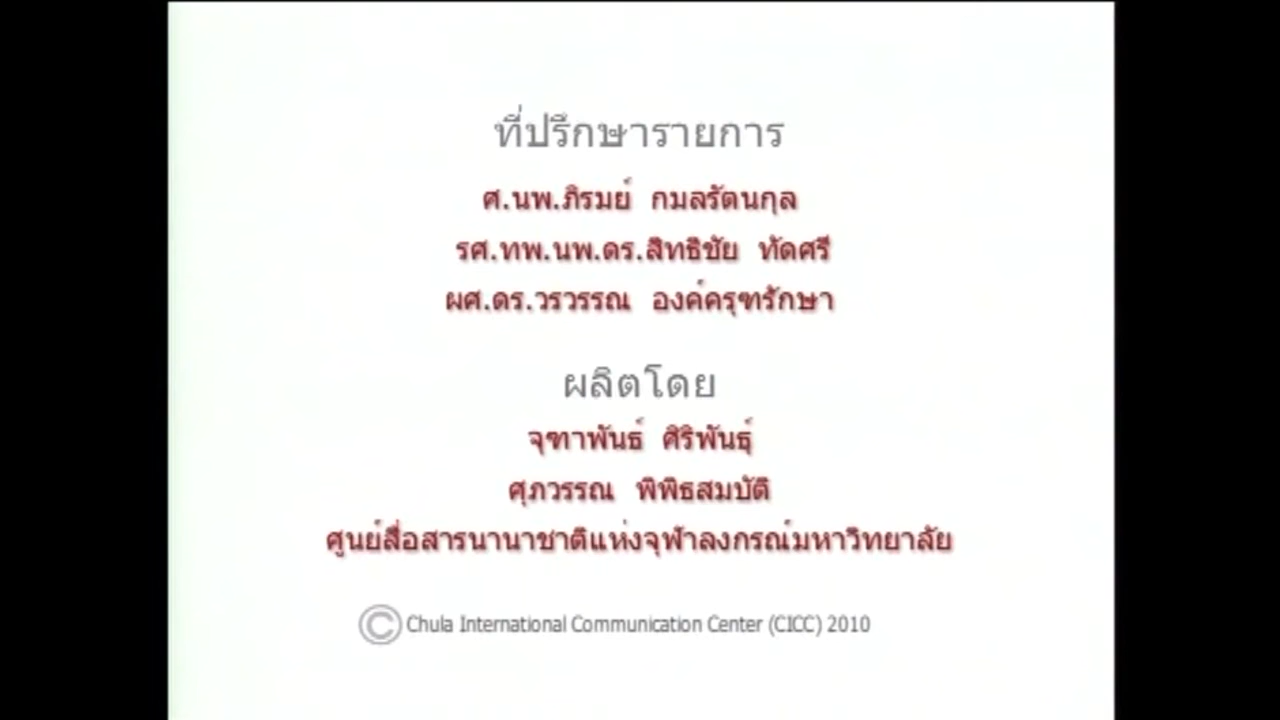 ที่ปรึกษารายการ
ศ.นพ.ภิรมย์ กมลรัตนกุล
รศ.ทพ.นพ.ดร.สิทธิชัย ทัดศรี
ผศ.ดร.วรวรรณ องค์ครุฑรักษา
ผลิตโดย
จุฑาพันธ์ ศิริพันธุ์
ศุภวรรณ พิพิธสมบัติ
ศูนย์สื่อสารนานาชาติแห่งจุฬาลงกรณ์มหาวิทยาลัย
© Chula International Communication Center (CICC) 2010